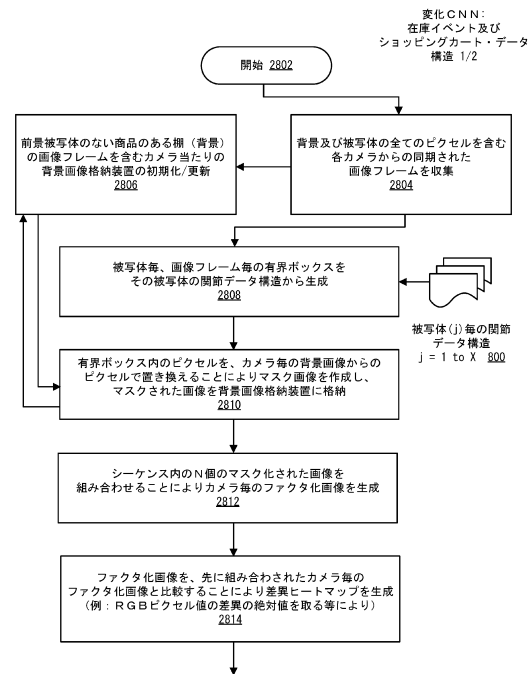 変化ＣＮＮ：
在庫イベント及び
ショッピングカート・データ
構造 1/2
開始 2802
背景及び被写体の全てのピクセルを含む
各カメラからの同期された
画像フレームを収集
2804
前景被写体のない商品のある棚（背景）
の画像フレームを含むカメラ当たりの
背景画像格納装置の初期化/更新
2806
被写体毎、画像フレーム毎の有界ボックスを
その被写体の関節データ構造から生成
2808
被写体(j)毎の関節
データ構造
j = 1 to X 800
有界ボックス内のピクセルを、カメラ毎の背景画像からの
ピクセルで置き換えることによりマスク画像を作成し、
マスクされた画像を背景画像格納装置に格納
2810
シーケンス内のN個のマスク化された画像を
組み合わせることによりカメラ毎のファクタ化画像を生成
2812
ファクタ化画像を、先に組み合わされたカメラ毎の
ファクタ化画像と比較することにより差異ヒートマップを生成
（例：ＲＧＢピクセル値の差異の絶対値を取る等により）
2814